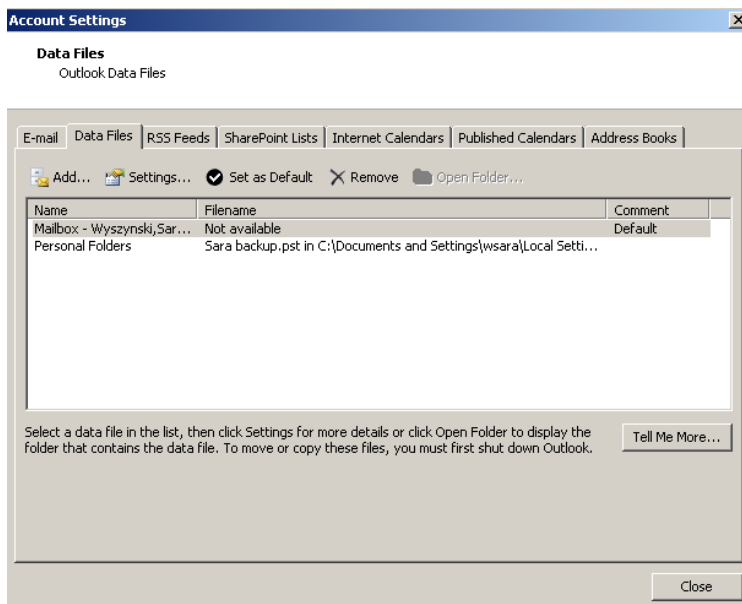 Account Settings
Data Files
Outlook Data Files
E-mail Data Files RSS Feeds SharePoint Lists Internet Calendars Published Calendars Address Books
Add... Settings... Set as Default Remove Open Folder...
Name Filename Comment
Mailbox - Wyszynski,Sar... Not available Default
Personal Folders Sara backup.pst in C:\Documents and Settings\wsara\Local Setti...
Select a data file in the list, then click Settings for more details or click Open Folder to display the
folder that contains the data file. To move or copy these files, you must first shut down Outlook.
Tell Me More...
Close